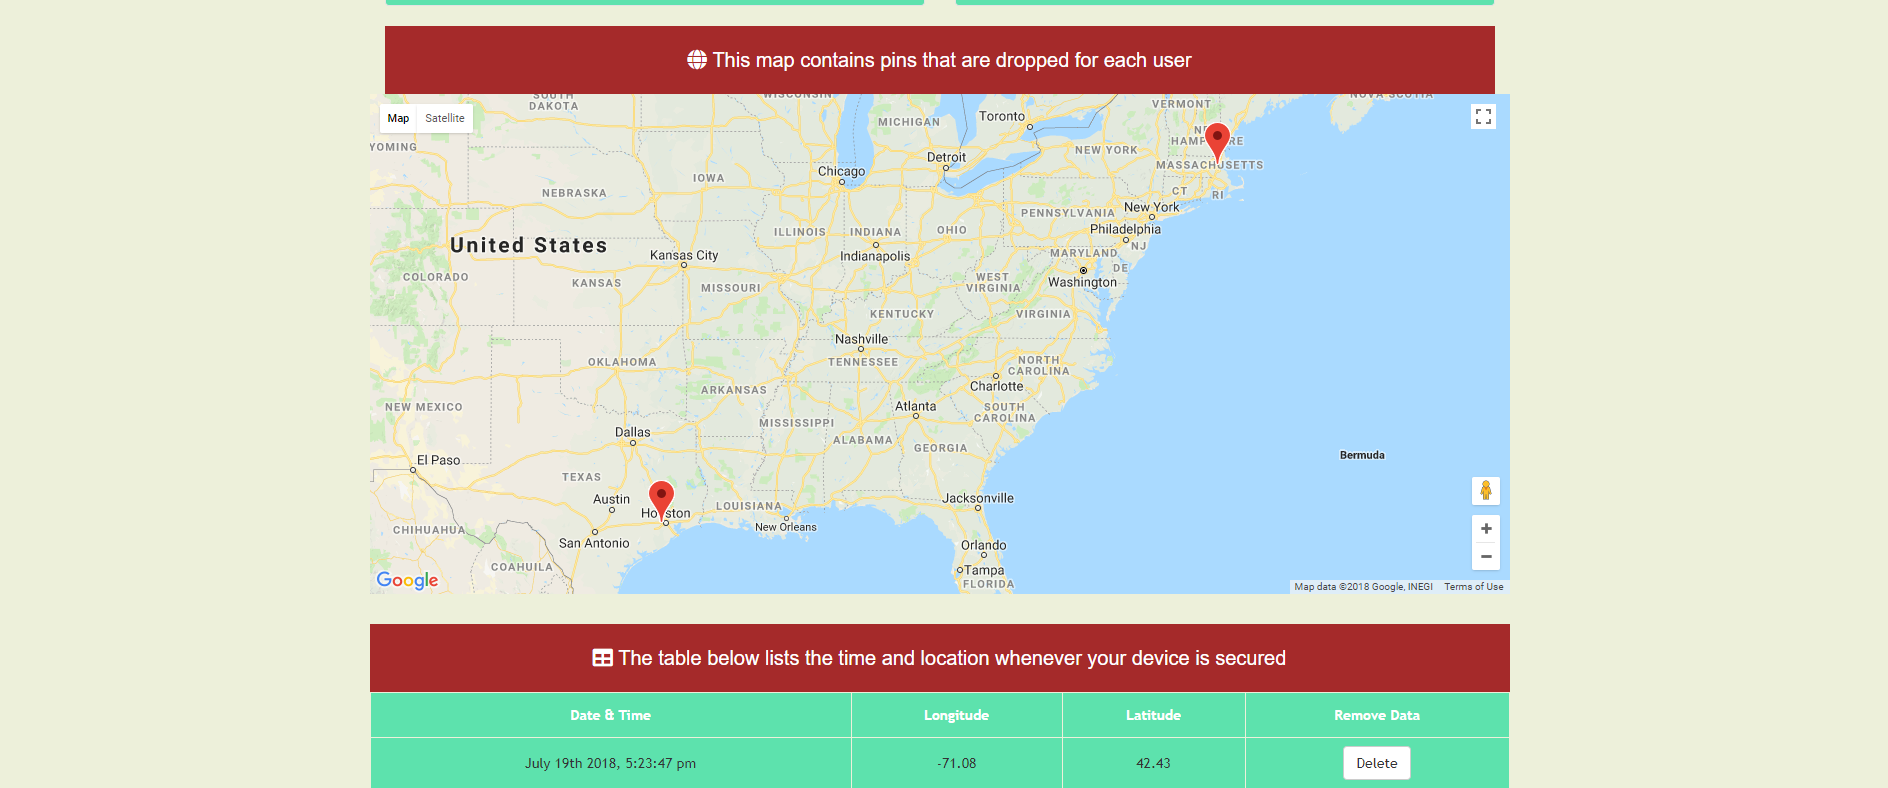 This map contains pins that are dropped for each user
Map
Satellite
SOUTH
DAKOTA
WISCONSIN
VERMONT
NOVA SCOTIA
Toronto
MICHIGAN
YOMING
HAMPSHIRE
NEW YORK
Detroit
MASSACHUSETTS
Chicago
IOWA
NEBRASKA
CT
RI
New York
PENNSYLVANIA
Philadelphia
ILLINOIS
INDIANA
OHIO
NJ
United States
Kansas City
Indianapolis
MARYLAND
DE
COLORADO
KANSAS
MISSOURI
WEST
VIRGINIA
Washington
KENTUCKY
VIRGINIA
Nashville
OKLAHOMA
TENNESSEE
NORTH
CAROLINA
ARKANSAS
Charlotte
NEW MEXICO
Atlanta
SOUTH
CAROLINA
MISSISSIPPI
Dallas
ALABAMA
GEORGIA
Bermuda
El Paso
TEXAS
Austin
Jacksonville
LOUISIANA
Houston
New Orleans
CHIHUAHUA
San Antonio
Orlando
COAHUILA
Tampa
FLORIDA
Google
Map data ©2018 Google, INEGI
Terms of Use
The table below lists the time and location whenever your device is secured
Date & Time Longitude Latitude Remove Data
July 19th 2018, 5:23:47 pm -71.08 42.43 Delete